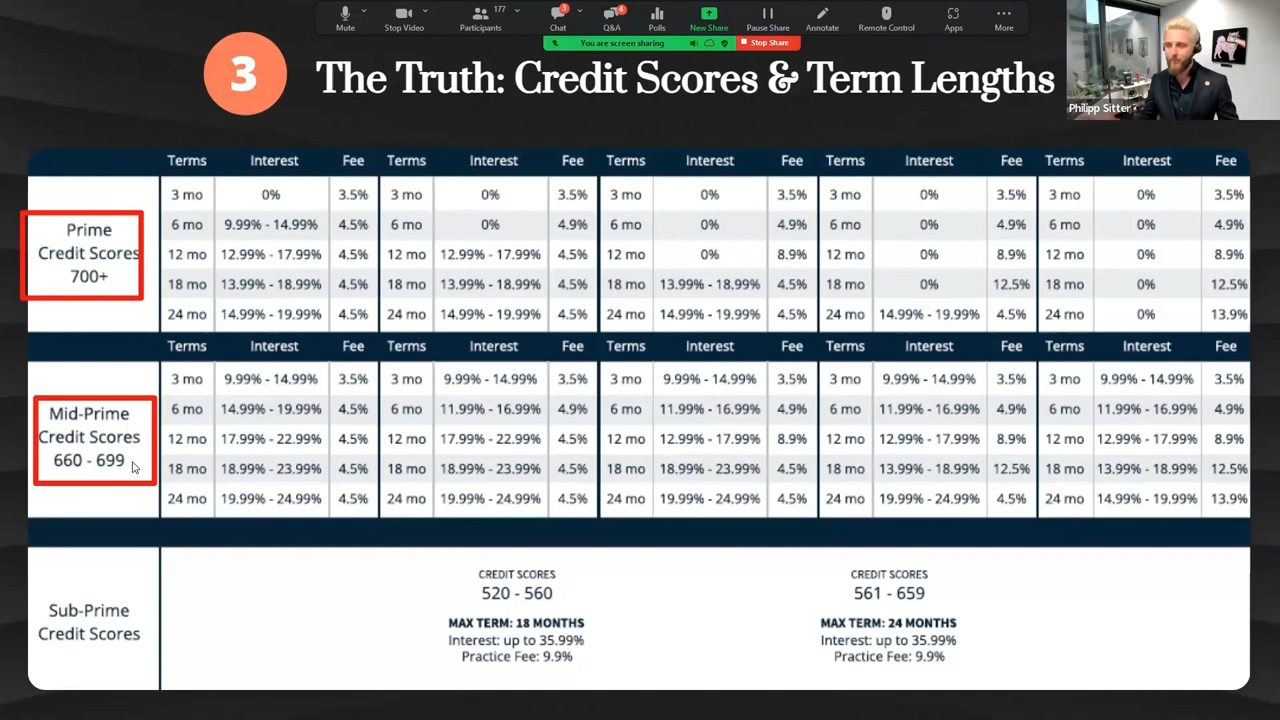 177
3
4
Mute Stop Video Participants Chat Q&A Polls New Share Pause Share Annotate Remote Control Apps More
You are screen sharing Stop Share
3 The Truth: Credit Scores & Term Lengths
Philipp Sitter
Terms Interest Fee Terms Interest Fee Terms Interest Fee Terms Interest Fee Terms Interest Fee
Prime
Credit Scores
700+
3 mo 0% 3.5% 3 mo 0% 3.5% 3 mo 0% 3.5% 3 mo 0% 3.5% 3 mo 0% 3.5%
6 mo 9.99% - 14.99% 4.5% 6 mo 0% 4.9% 6 mo 0% 4.9% 6 mo 0% 4.9% 6 mo 0% 4.9%
12 mo 12.99% - 17.99% 4.5% 12 mo 12.99% - 17.99% 4.5% 12 mo 0% 8.9% 12 mo 0% 8.9% 12 mo 0% 8.9%
18 mo 13.99% - 18.99% 4.5% 18 mo 13.99% - 18.99% 4.5% 18 mo 13.99% - 18.99% 4.5% 18 mo 0% 12.5% 18 mo 0% 12.5%
24 mo 14.99% - 19.99% 4.5% 24 mo 14.99% - 19.99% 4.5% 24 mo 14.99% - 19.99% 4.5% 24 mo 14.99% - 19.99% 4.5% 24 mo 0% 13.9%
Terms Interest Fee Terms Interest Fee Terms Interest Fee Terms Interest Fee Terms Interest Fee
Mid-Prime
Credit Scores
660 - 699
3 mo 9.99% - 14.99% 3.5% 3 mo 9.99% - 14.99% 3.5% 3 mo 9.99% - 14.99% 3.5% 3 mo 9.99% - 14.99% 3.5% 3 mo 9.99% - 14.99% 3.5%
6 mo 14.99% - 19.99% 4.5% 6 mo 11.99% - 16.99% 4.9% 6 mo 11.99% - 16.99% 4.9% 6 mo 11.99% - 16.99% 4.9% 6 mo 11.99% - 16.99% 4.9%
12 mo 17.99% - 22.99% 4.5% 12 mo 17.99% - 22.99% 4.5% 12 mo 12.99% - 17.99% 8.9% 12 mo 12.99% - 17.99% 8.9% 12 mo 12.99% - 17.99% 8.9%
18 mo 18.99% - 23.99% 4.5% 18 mo 18.99% - 23.99% 4.5% 18 mo 18.99% - 23.99% 4.5% 18 mo 13.99% - 18.99% 12.5% 18 mo 13.99% - 18.99% 12.5%
24 mo 19.99% - 24.99% 4.5% 24 mo 19.99% - 24.99% 4.5% 24 mo 19.99% - 24.99% 4.5% 24 mo 19.99% - 24.99% 4.5% 24 mo 14.99% - 19.99% 13.9%
Sub-Prime
Credit Scores
CREDIT SCORES
520 - 560
MAX TERM: 18 MONTHS
Interest: up to 35.99%
Practice Fee: 9.9%
CREDIT SCORES
561 - 659
MAX TERM: 24 MONTHS
Interest: up to 35.99%
Practice Fee: 9.9%